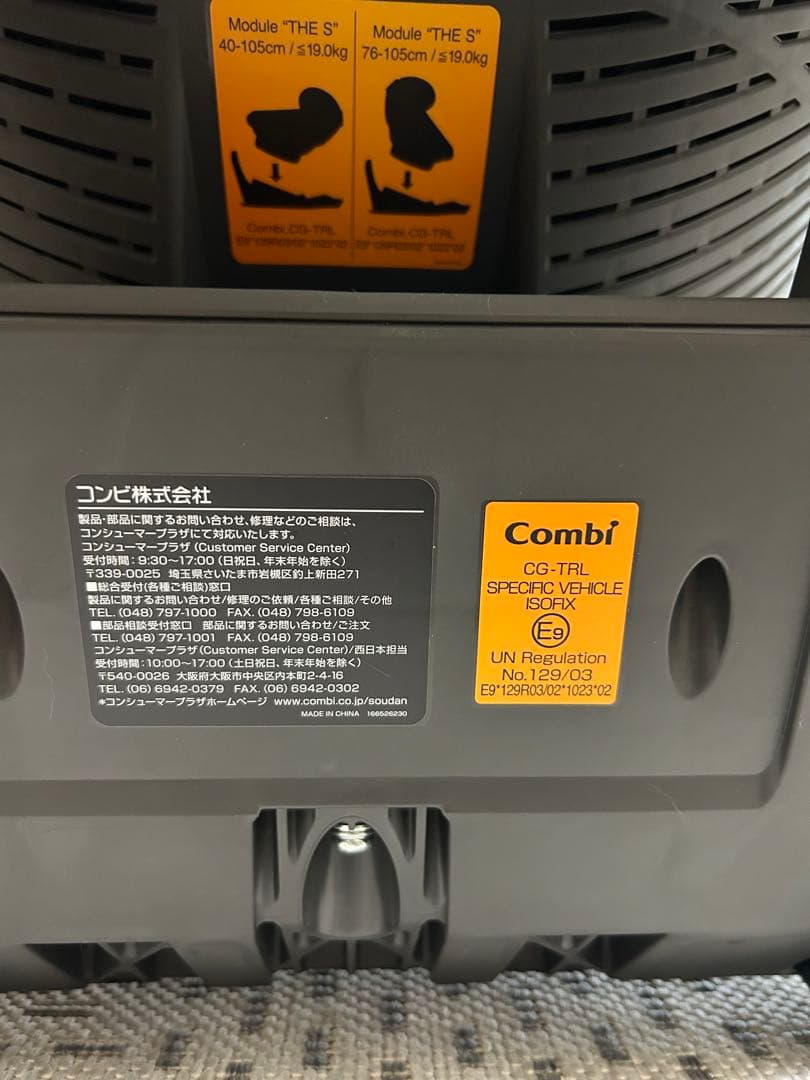 Module "THE S"
40-105cm /≦19.0kg
Combi, CG-TRL
E9*129R03/02*1023*02
Module "THE S"
76-105cm /≦19.0kg
Combi, CG-TRL
E9*129R03/02*1023*02
コンビ株式会社
製品・部品に関するお問い合わせ、修理などのご相談は、
コンシューマープラザにて対応いたします。
コンシューマープラザ (Customer Service Center)
受付時間：9:30〜17:00 (日祝日、年末年始を除く)
〒339-0025 埼玉県さいたま市岩槻区釣上新田271
■総合受付(各種ご相談)窓口
製品に関するお問い合わせ/修理のご依頼/各種ご相談/その他
TEL. (048) 797-1000 FAX. (048) 798-6109
■部品相談受付窓口 部品に関するお問い合わせ/ご注文
TEL. (048) 797-1001 FAX. (048) 798-6109
コンシューマープラザ (Customer Service Center)/西日本担当
受付時間：10:00〜17:00 (土日祝日、年末年始を除く)
〒540-0026 大阪府大阪市中央区内本町2-4-16
TEL. (06) 6942-0379 FAX. (06) 6942-0302
*コンシューマープラザホームページ www.combi.co.jp/soudan
MADE IN CHINA 166526230
Combi
CG-TRL
SPECIFIC VEHICLE
ISOFIX
E9
UN Regulation
No.129/03
E9*129R03/02*1023*02